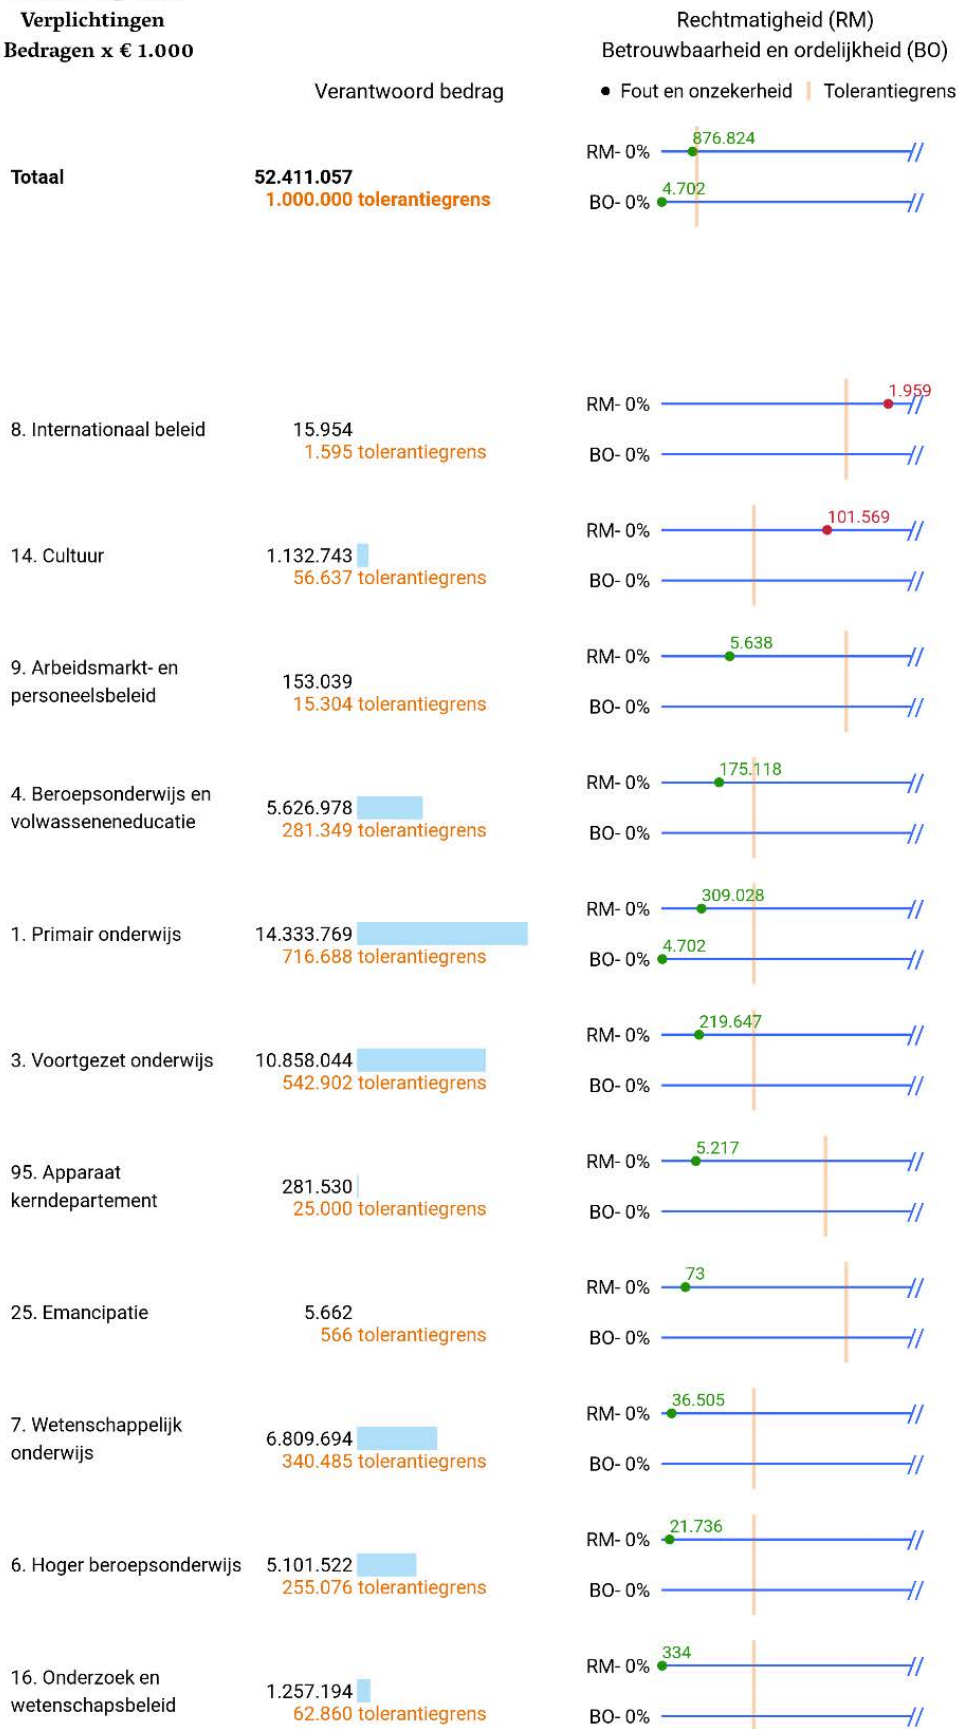 Verplichtingen
Bedragen x € 1.000
Rechtmatigheid (RM)
Betrouwbaarheid en ordelijkheid (BO)
Verantwoord bedrag
Fout en onzekerheid
Tolerantiegrens
Totaal
52.411.057
1.000.000 tolerantiegrens
RM- 0%
876.824
BO- 0%
4.702
8. Internationaal beleid
15.954
1.595 tolerantiegrens
RM- 0%
1.959
BO- 0%
14. Cultuur
1.132.743
56.637 tolerantiegrens
RM- 0%
101.569
BO- 0%
9. Arbeidsmarkt- en
personeelsbeleid
153.039
15.304 tolerantiegrens
RM- 0%
5.638
BO- 0%
4. Beroepsonderwijs en
volwasseneneducatie
5.626.978
281.349 tolerantiegrens
RM- 0%
175.118
BO- 0%
1. Primair onderwijs
14.333.769
716.688 tolerantiegrens
RM- 0%
309.028
BO- 0%
4.702
3. Voortgezet onderwijs
10.858.044
542.902 tolerantiegrens
RM- 0%
219.647
BO- 0%
95. Apparaat
kerndepartement
281.530
25.000 tolerantiegrens
RM- 0%
5.217
BO- 0%
25. Emancipatie
5.662
566 tolerantiegrens
RM- 0%
73
BO- 0%
7. Wetenschappelijk
onderwijs
6.809.694
340.485 tolerantiegrens
RM- 0%
36.505
BO- 0%
6. Hoger beroepsonderwijs
5.101.522
255.076 tolerantiegrens
RM- 0%
21.736
BO- 0%
16. Onderzoek en
wetenschapsbeleid
1.257.194
62.860 tolerantiegrens
RM- 0%
334
BO- 0%